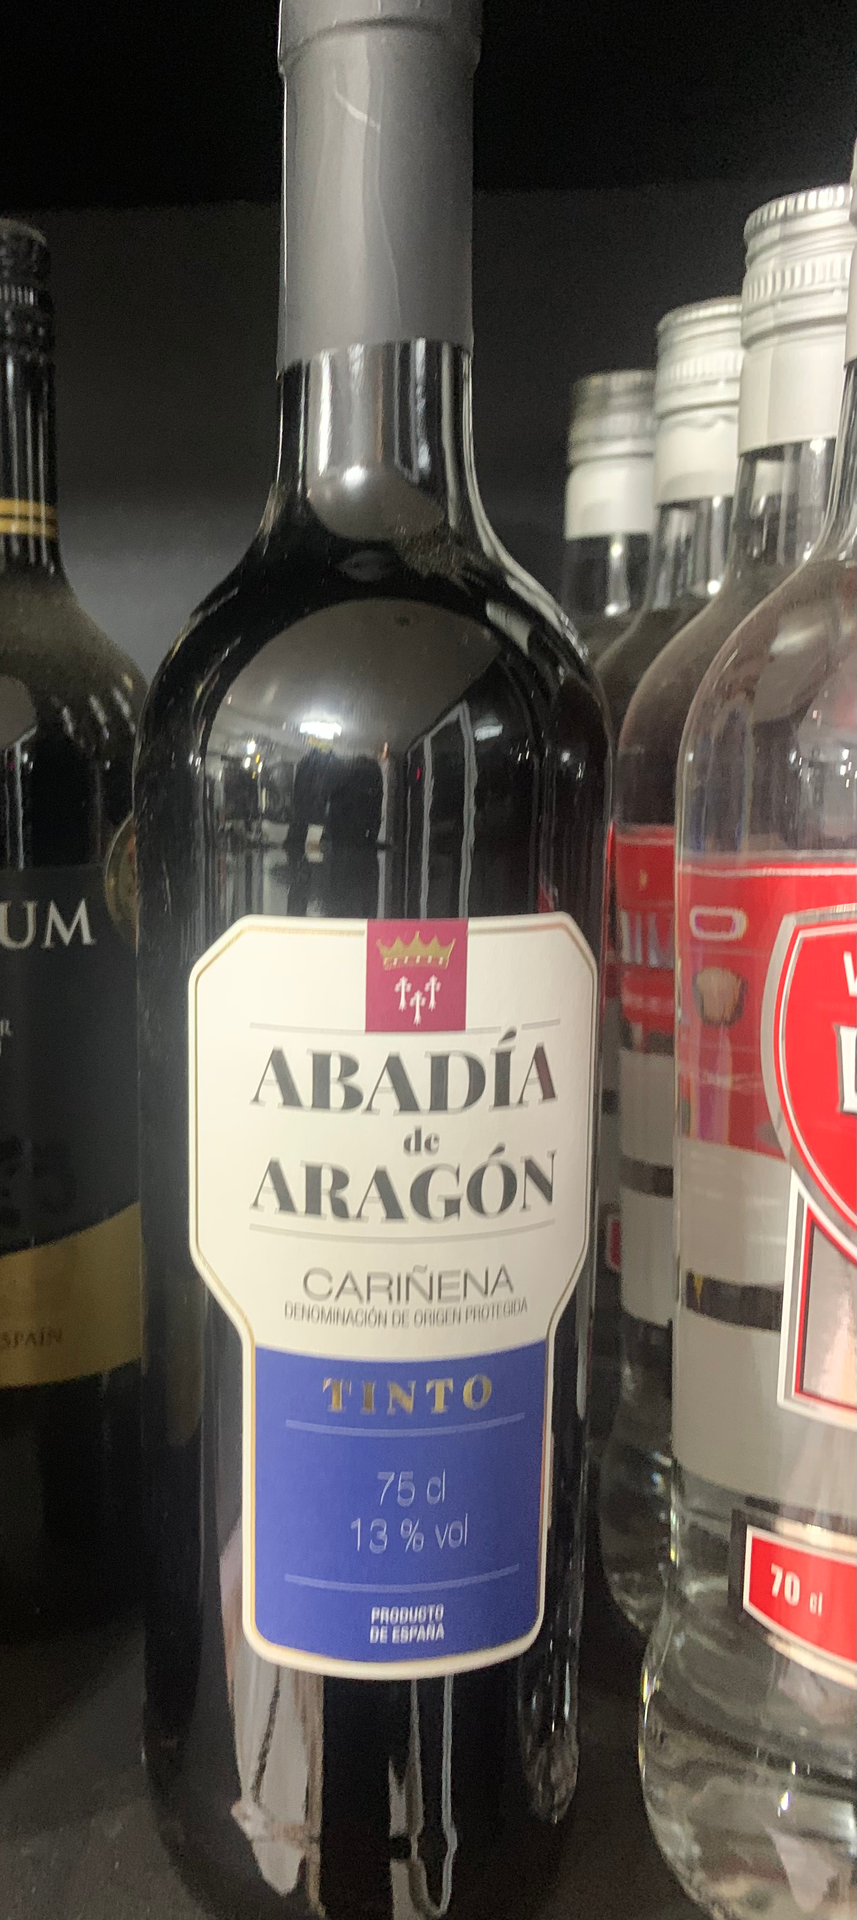 ABADÍA
de
ARAGÓN
CARIÑENA
DENOMINACIÓN DE ORIGEN PROTEGIDA
TINTO
75 cl
13 % vol
PRODUCTO
DE ESPAÑA
UM
SPAIN
70 cl